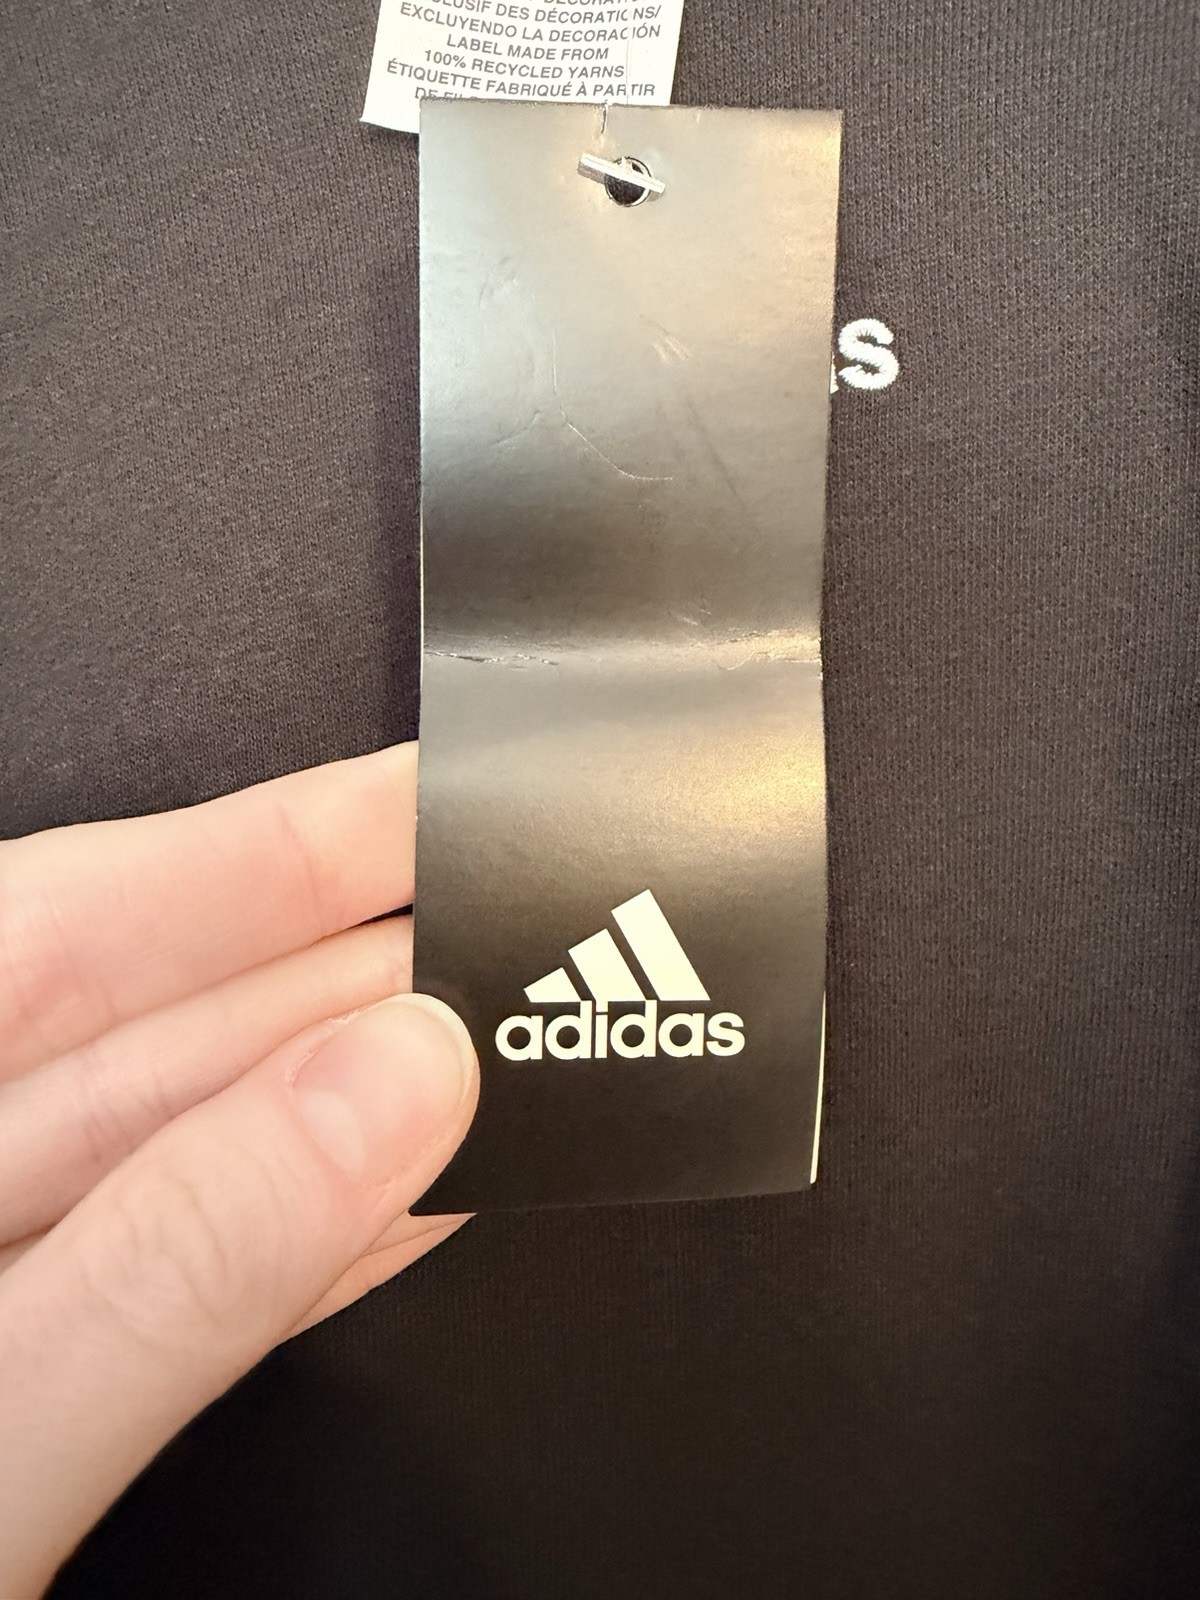 EXCLUYENDO LA DECORACIÓN
LABEL MADE FROM
100% RECYCLED YARNS
ÉTIQUETTE FABRIQUÉ À PARTIR
S
adidas